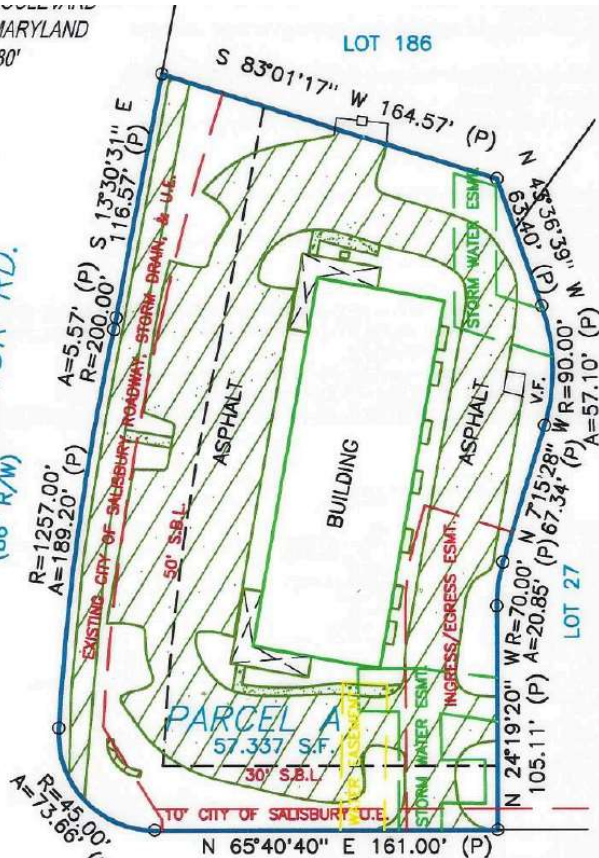 MARYLAND
LOT 186
S 83°01'17" W 164.57' (P)
N 43°36'39" W
63.40' (P)
S 13°30'31" E
116.57' (P)
A=5.57' (P)
R=200.00'
RD.
R/W)
R=1257.00'
A=189.20' (P)
EXISTING CITY OF SALISBURY ROADWAY, STORM DRAIN, & U.E.
50' S.B.L.
ASPHALT
BUILDING
ASPHALT
STORM WATER ESMT.
V.F.
R=90.00'
A=57.10' (P)
N 7°15'28" W
67.34' (P)
R=70.00'
A=20.85' (P)
LOT 27
INGRESS/EGRESS ESMT.
N 24°19'20" W
105.11' (P)
STORM WATER ESMT.
WATER EASEMENT
PARCEL A
57.337 S.F.
30' S.B.L.
10' CITY OF SALISBURY U.E.
R=45.00'
A=73.66'
N 65°40'40" E 161.00' (P)